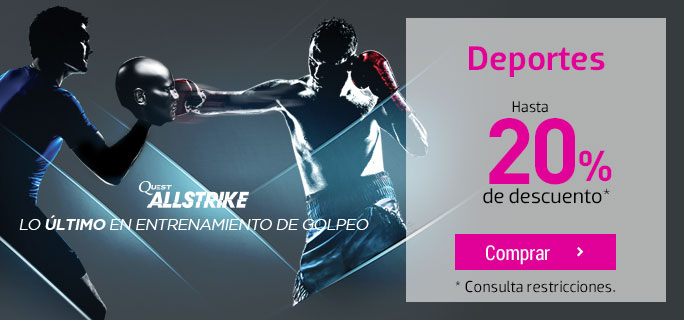 Quest
ALLSTRIKE
LO ÚLTIMO EN ENTRENAMIENTO DE GOLPEO
Deportes
Hasta
20%
de descuento*
Comprar >
* Consulta restricciones.